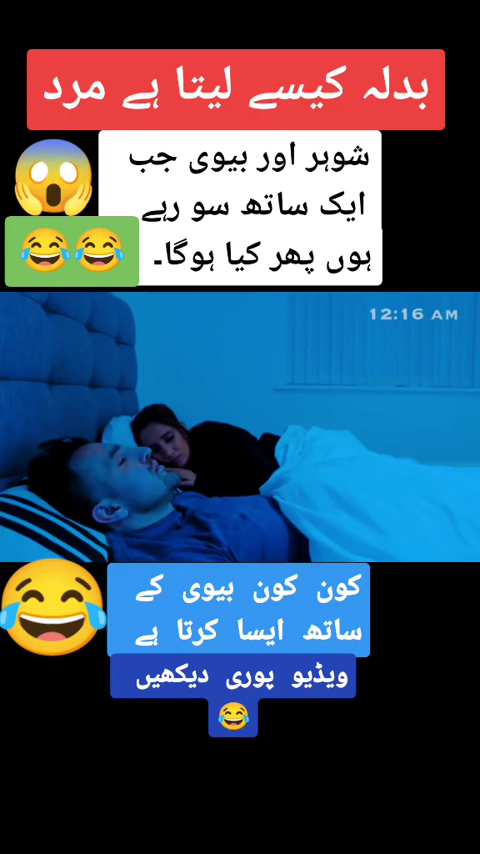 بدلہ کیسے لیتا ہے مرد
شوہر اور بیوی جب
ایک ساتھ سو رہے
ہوں پھر کیا ہوگا۔
12:16 AM
کون کون بیوی کے
ساتھ ایسا کرتا ہے
ویڈیو پوری دیکھیں